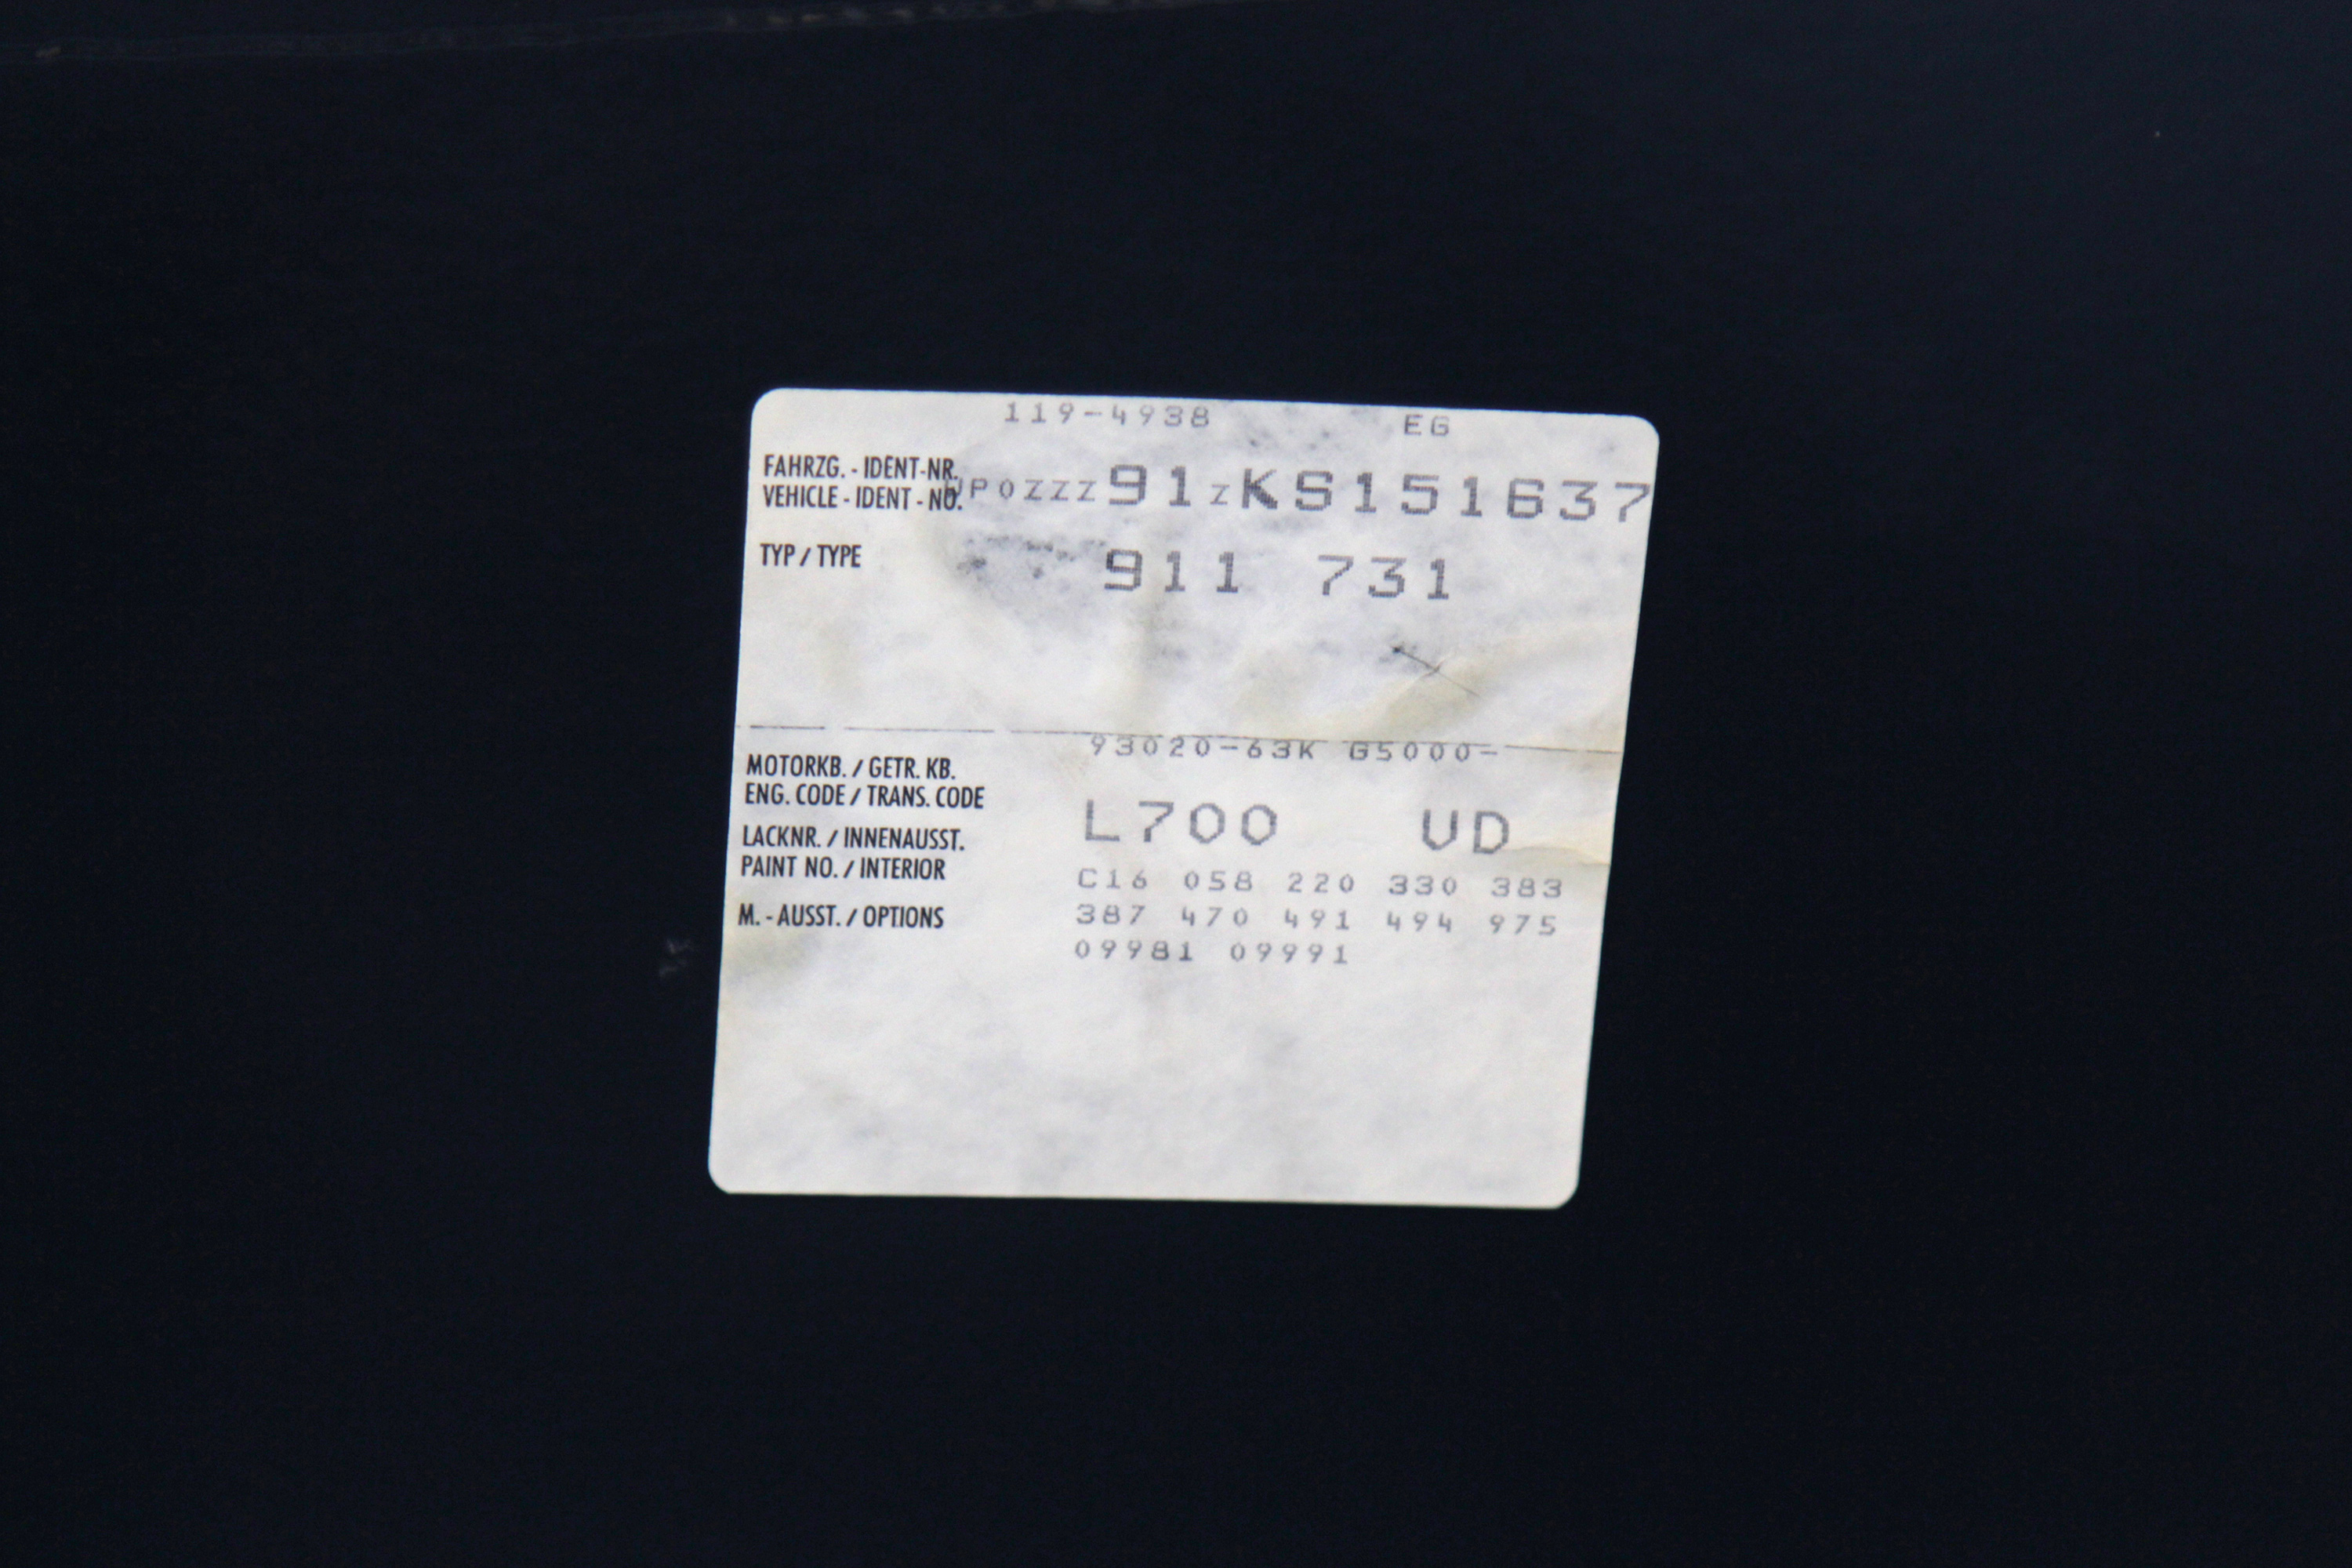 119-4938 EG
FAHRZG. - IDENT-NR.
VEHICLE - IDENT - NO. WP0ZZZ91ZKS151637
TYP / TYPE 911 731
93020-63K G5000-
MOTORKB. / GETR. KB.
ENG. CODE / TRANS. CODE
L700 UD
LACKNR. / INNENAUSST.
PAINT NO. / INTERIOR
C16 058 220 330 383
M. - AUSST. / OPTIONS 387 470 491 494 975
09981 09991